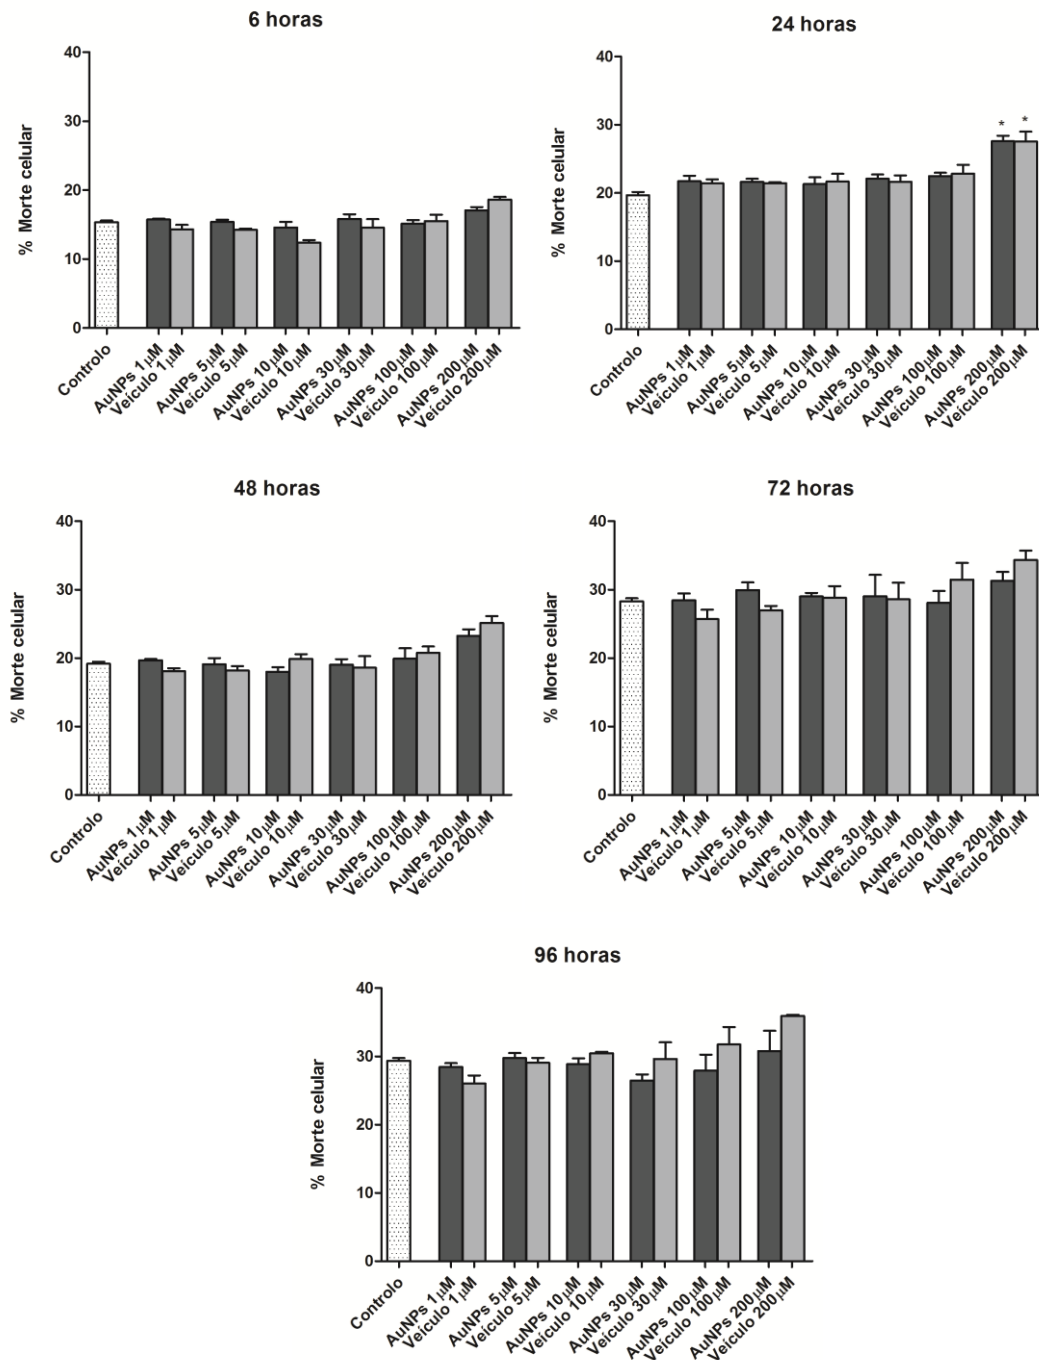 6 horas
% Morte celular
40
30
20
10
0
Controlo
AuNPs 1μM
Veículo 1μM
AuNPs 5μM
Veículo 5μM
AuNPs 10μM
Veículo 10μM
AuNPs 30μM
Veículo 30μM
AuNPs 100μM
Veículo 100μM
AuNPs 200μM
Veículo 200μM
24 horas
% Morte celular
40
30
20
10
0
* *
Controlo
AuNPs 1μM
Veículo 1μM
AuNPs 5μM
Veículo 5μM
AuNPs 10μM
Veículo 10μM
AuNPs 30μM
Veículo 30μM
AuNPs 100μM
Veículo 100μM
AuNPs 200μM
Veículo 200μM
48 horas
% Morte celular
40
30
20
10
0
Controlo
AuNPs 1μM
Veículo 1μM
AuNPs 5μM
Veículo 5μM
AuNPs 10μM
Veículo 10μM
AuNPs 30μM
Veículo 30μM
AuNPs 100μM
Veículo 100μM
AuNPs 200μM
Veículo 200μM
72 horas
% Morte celular
40
30
20
10
0
Controlo
AuNPs 1μM
Veículo 1μM
AuNPs 5μM
Veículo 5μM
AuNPs 10μM
Veículo 10μM
AuNPs 30μM
Veículo 30μM
AuNPs 100μM
Veículo 100μM
AuNPs 200μM
Veículo 200μM
96 horas
% Morte celular
40
30
20
10
0
Controlo
AuNPs 1μM
Veículo 1μM
AuNPs 5μM
Veículo 5μM
AuNPs 10μM
Veículo 10μM
AuNPs 30μM
Veículo 30μM
AuNPs 100μM
Veículo 100μM
AuNPs 200μM
Veículo 200μM